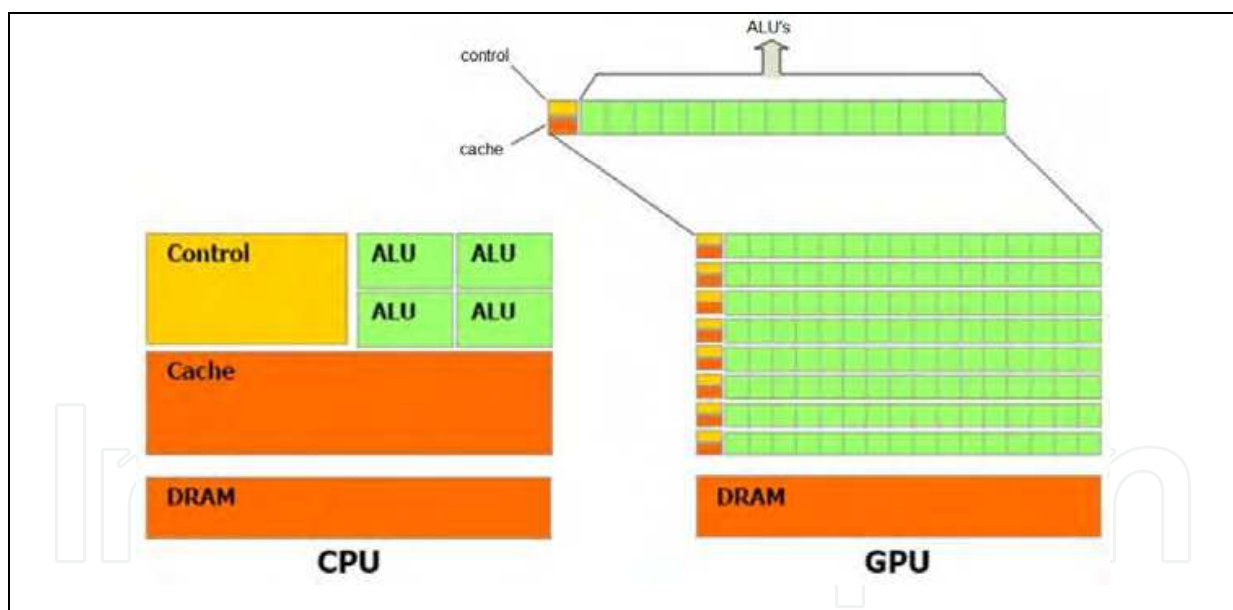 ALU's
control
cache
Control
ALU
ALU
ALU
ALU
Cache
DRAM
DRAM
CPU
GPU